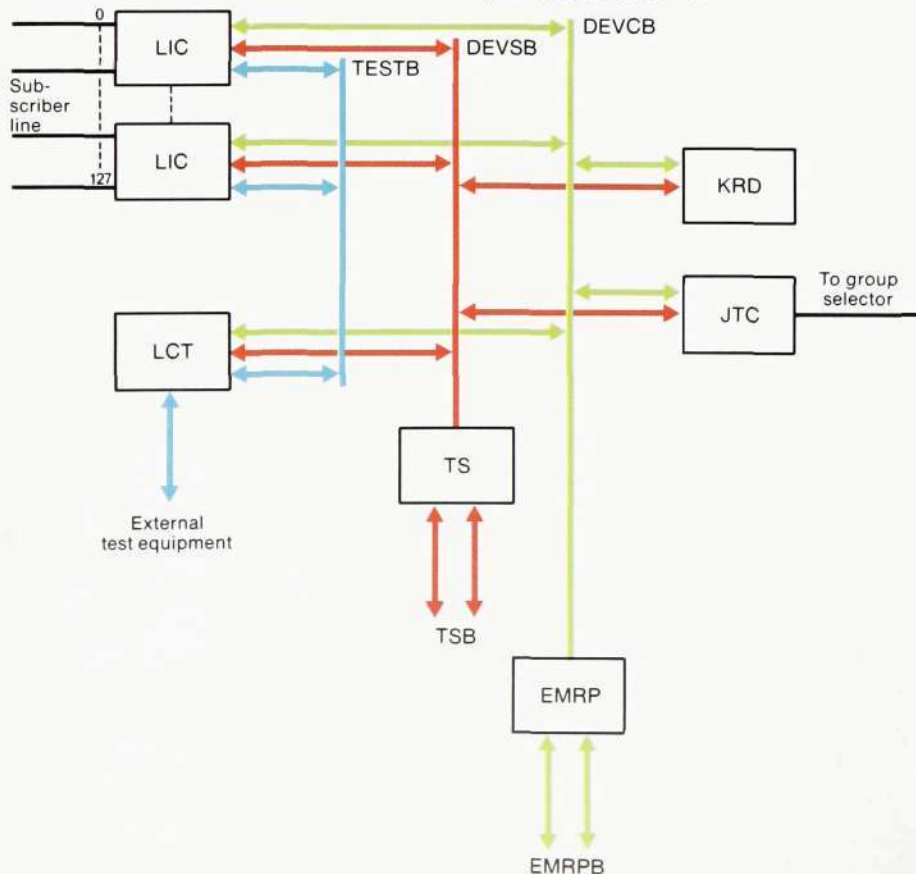 0
LIC
DEVCB
DEVSB
TESTB
Sub-
scriber
line
LIC
127
KRD
To group
selector
JTC
LCT
TS
External
test equipment
TSB
EMRP
EMRPB